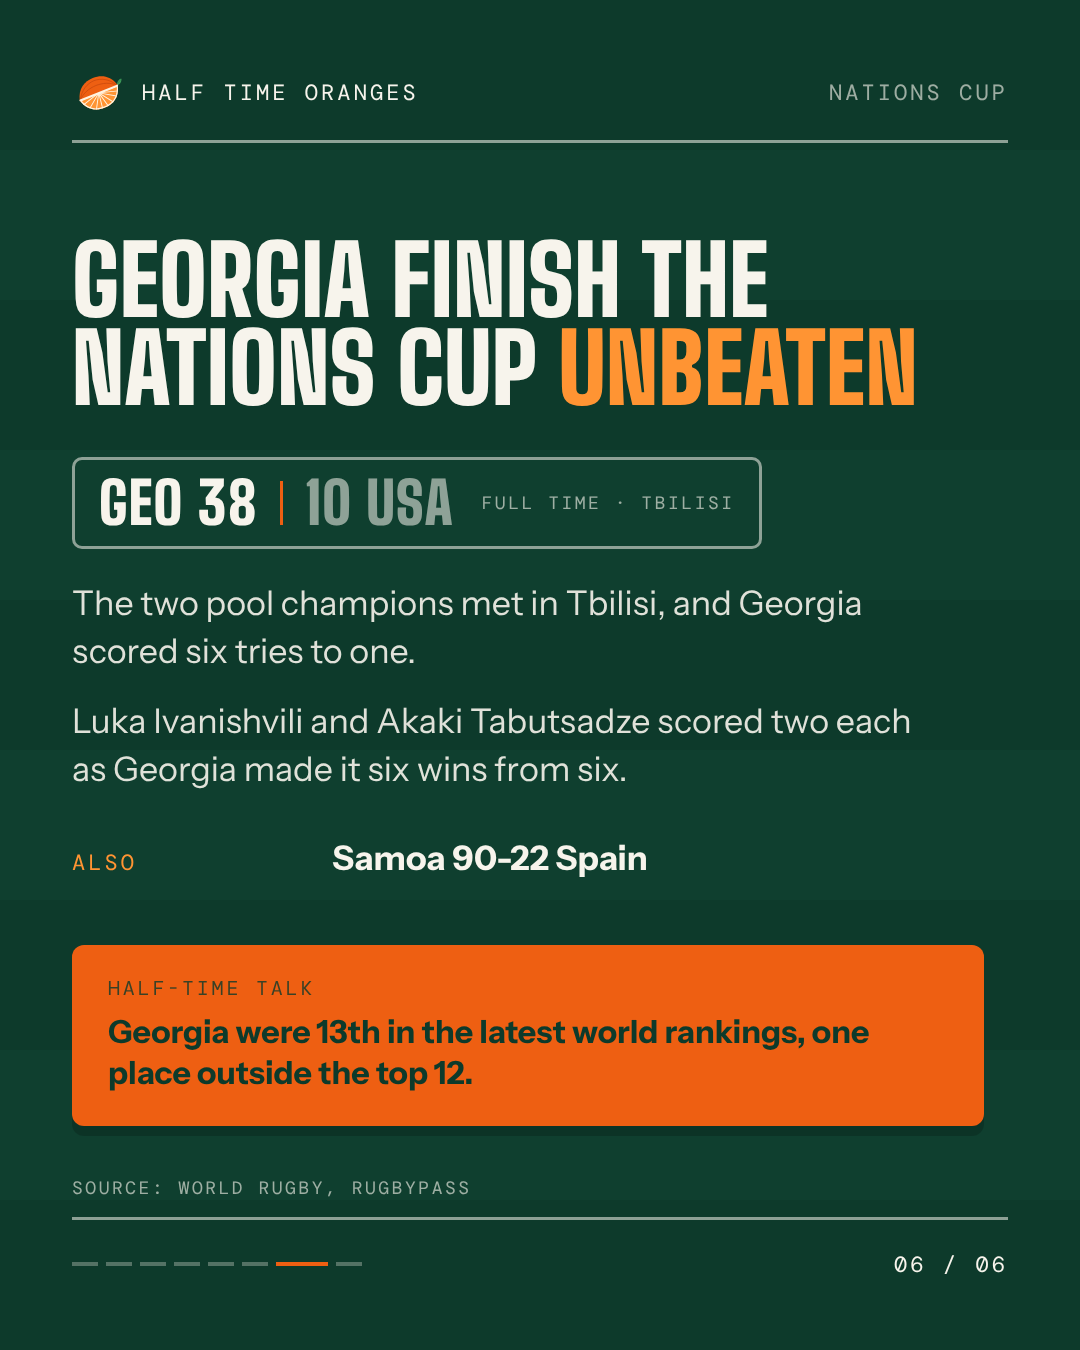 HALF TIME ORANGES
NATIONS CUP
GEORGIA FINISH THE
NATIONS CUP UNBEATEN
GEO 38 | 10 USA FULL TIME · TBILISI
The two pool champions met in Tbilisi, and Georgia
scored six tries to one.
Luka Ivanishvili and Akaki Tabutsadze scored two each
as Georgia made it six wins from six.
ALSO
Samoa 90–22 Spain
HALF-TIME TALK
Georgia were 13th in the latest world rankings, one
place outside the top 12.
SOURCE: WORLD RUGBY, RUGBYPASS
06 / 06